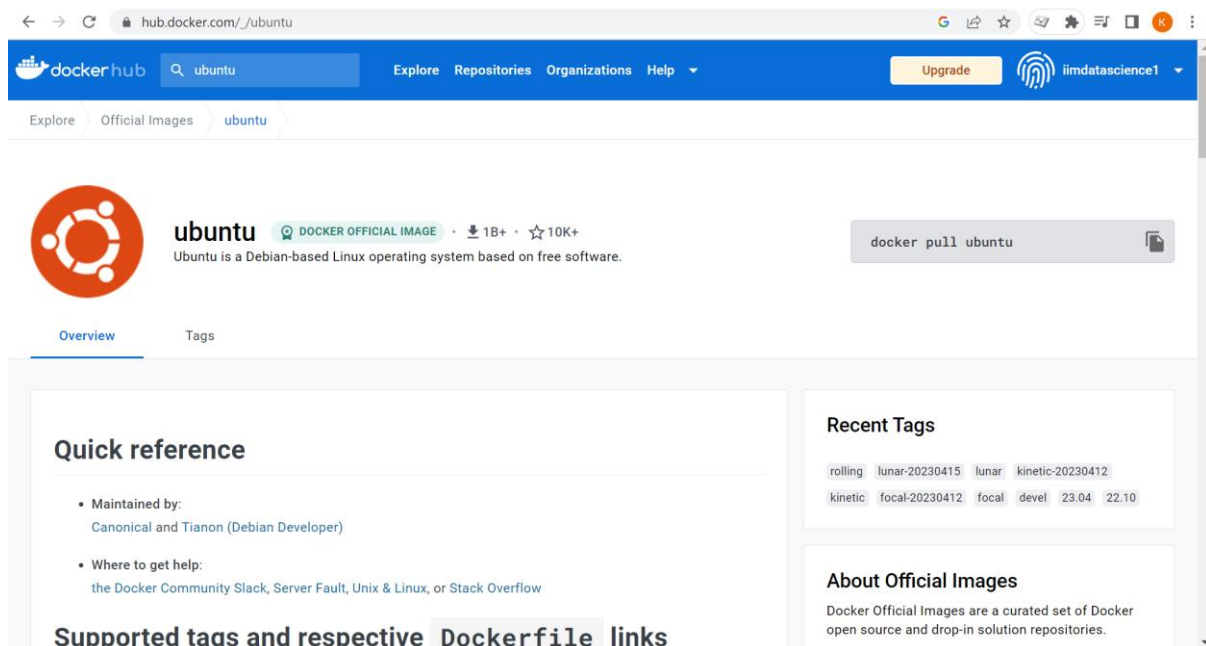 hub.docker.com/_/ubuntu
G
K
dockerhub
ubuntu
Explore Repositories Organizations Help
Upgrade
iimdatascience1
Explore Official Images ubuntu
ubuntu DOCKER OFFICIAL IMAGE · 1B+ · 10K+
Ubuntu is a Debian-based Linux operating system based on free software.
docker pull ubuntu
Overview Tags
Quick reference
• Maintained by:
Canonical and Tianon (Debian Developer)
• Where to get help:
the Docker Community Slack, Server Fault, Unix & Linux, or Stack Overflow
Supported tags and respective Dockerfile links
Recent Tags
rolling lunar-20230415 lunar kinetic-20230412
kinetic focal-20230412 focal devel 23.04 22.10
About Official Images
Docker Official Images are a curated set of Docker
open source and drop-in solution repositories.